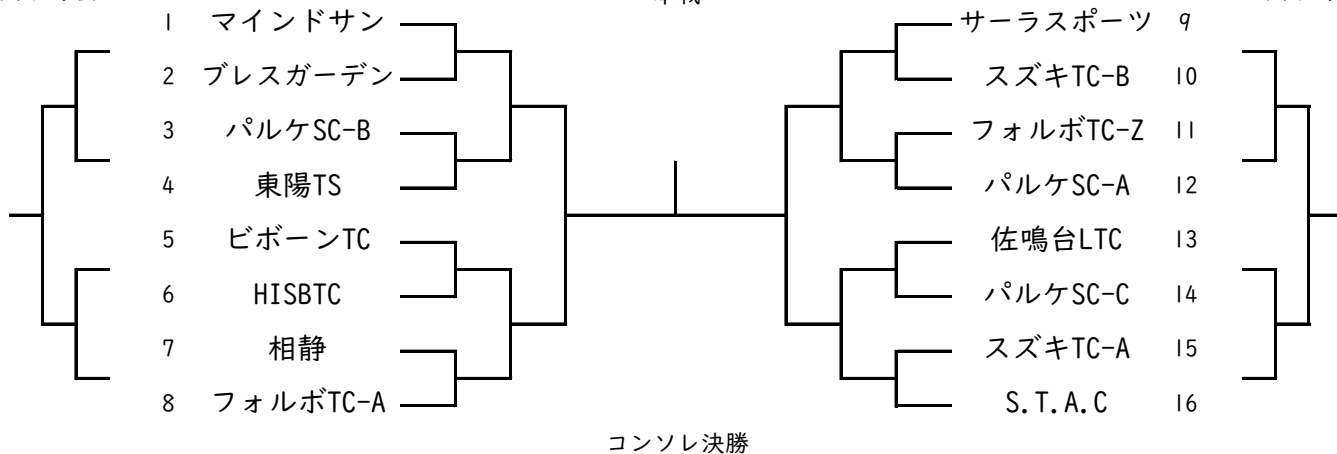 1 マインドサン
2 ブレスガーデン
3 パルケSC-B
4 東陽TS
5 ビボーンTC
6 HISBTC
7 相静
8 フォルボTC-A
サーラスポーツ 9
スズキTC-B 10
フォルボTC-Z 11
パルケSC-A 12
佐鳴台LTC 13
パルケSC-C 14
スズキTC-A 15
S.T.A.C 16
コンソレ決勝